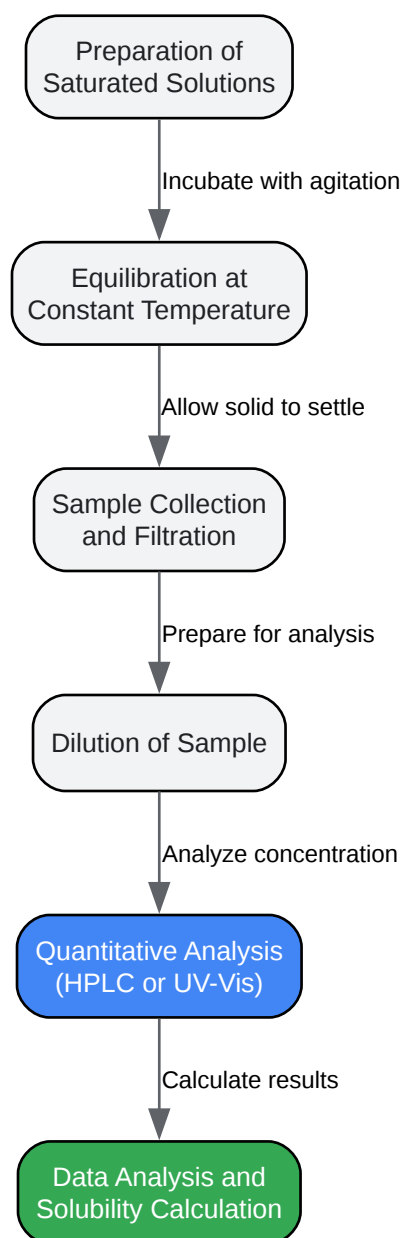 Preparation of
Saturated Solutions
Incubate with agitation
Equilibration at
Constant Temperature
Allow solid to settle
Sample Collection
and Filtration
Prepare for analysis
Dilution of Sample
Analyze concentration
Quantitative Analysis
(HPLC or UV-Vis)
Calculate results
Data Analysis and
Solubility Calculation